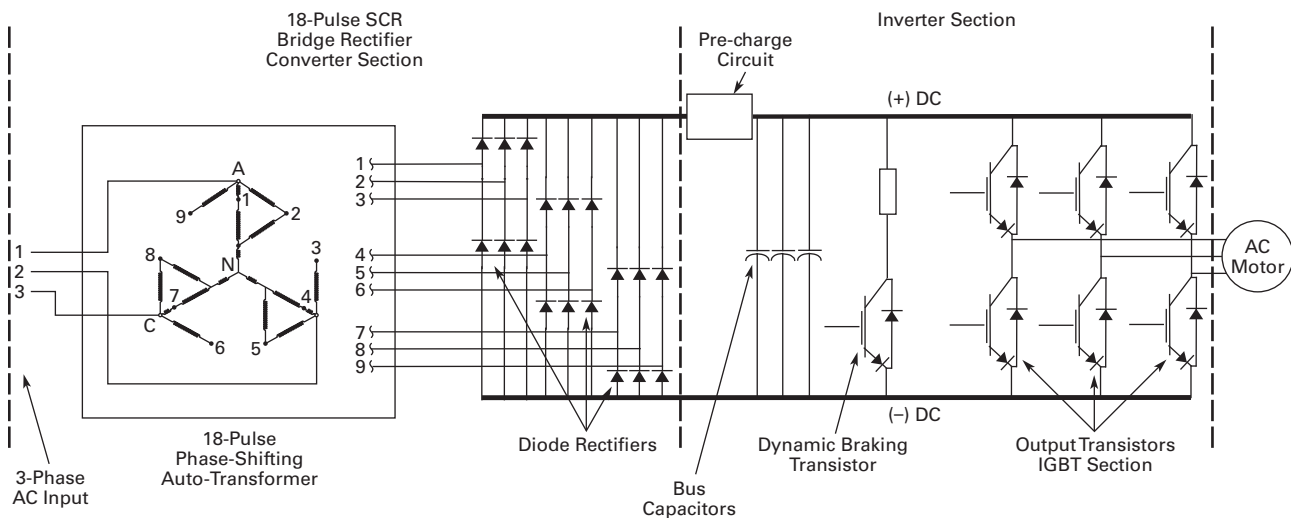 18-Pulse SCR
Bridge Rectifier
Converter Section
Inverter Section
Pre-charge
Circuit
(+) DC
A
1
9
2
8
N
3
7
4
C
6
5
1
2
3
1
2
3
4
5
6
7
8
9
AC
Motor
(–) DC
18-Pulse
Phase-Shifting
Auto-Transformer
3-Phase
AC Input
Diode Rectifiers
Bus
Capacitors
Dynamic Braking
Transistor
Output Transistors
IGBT Section